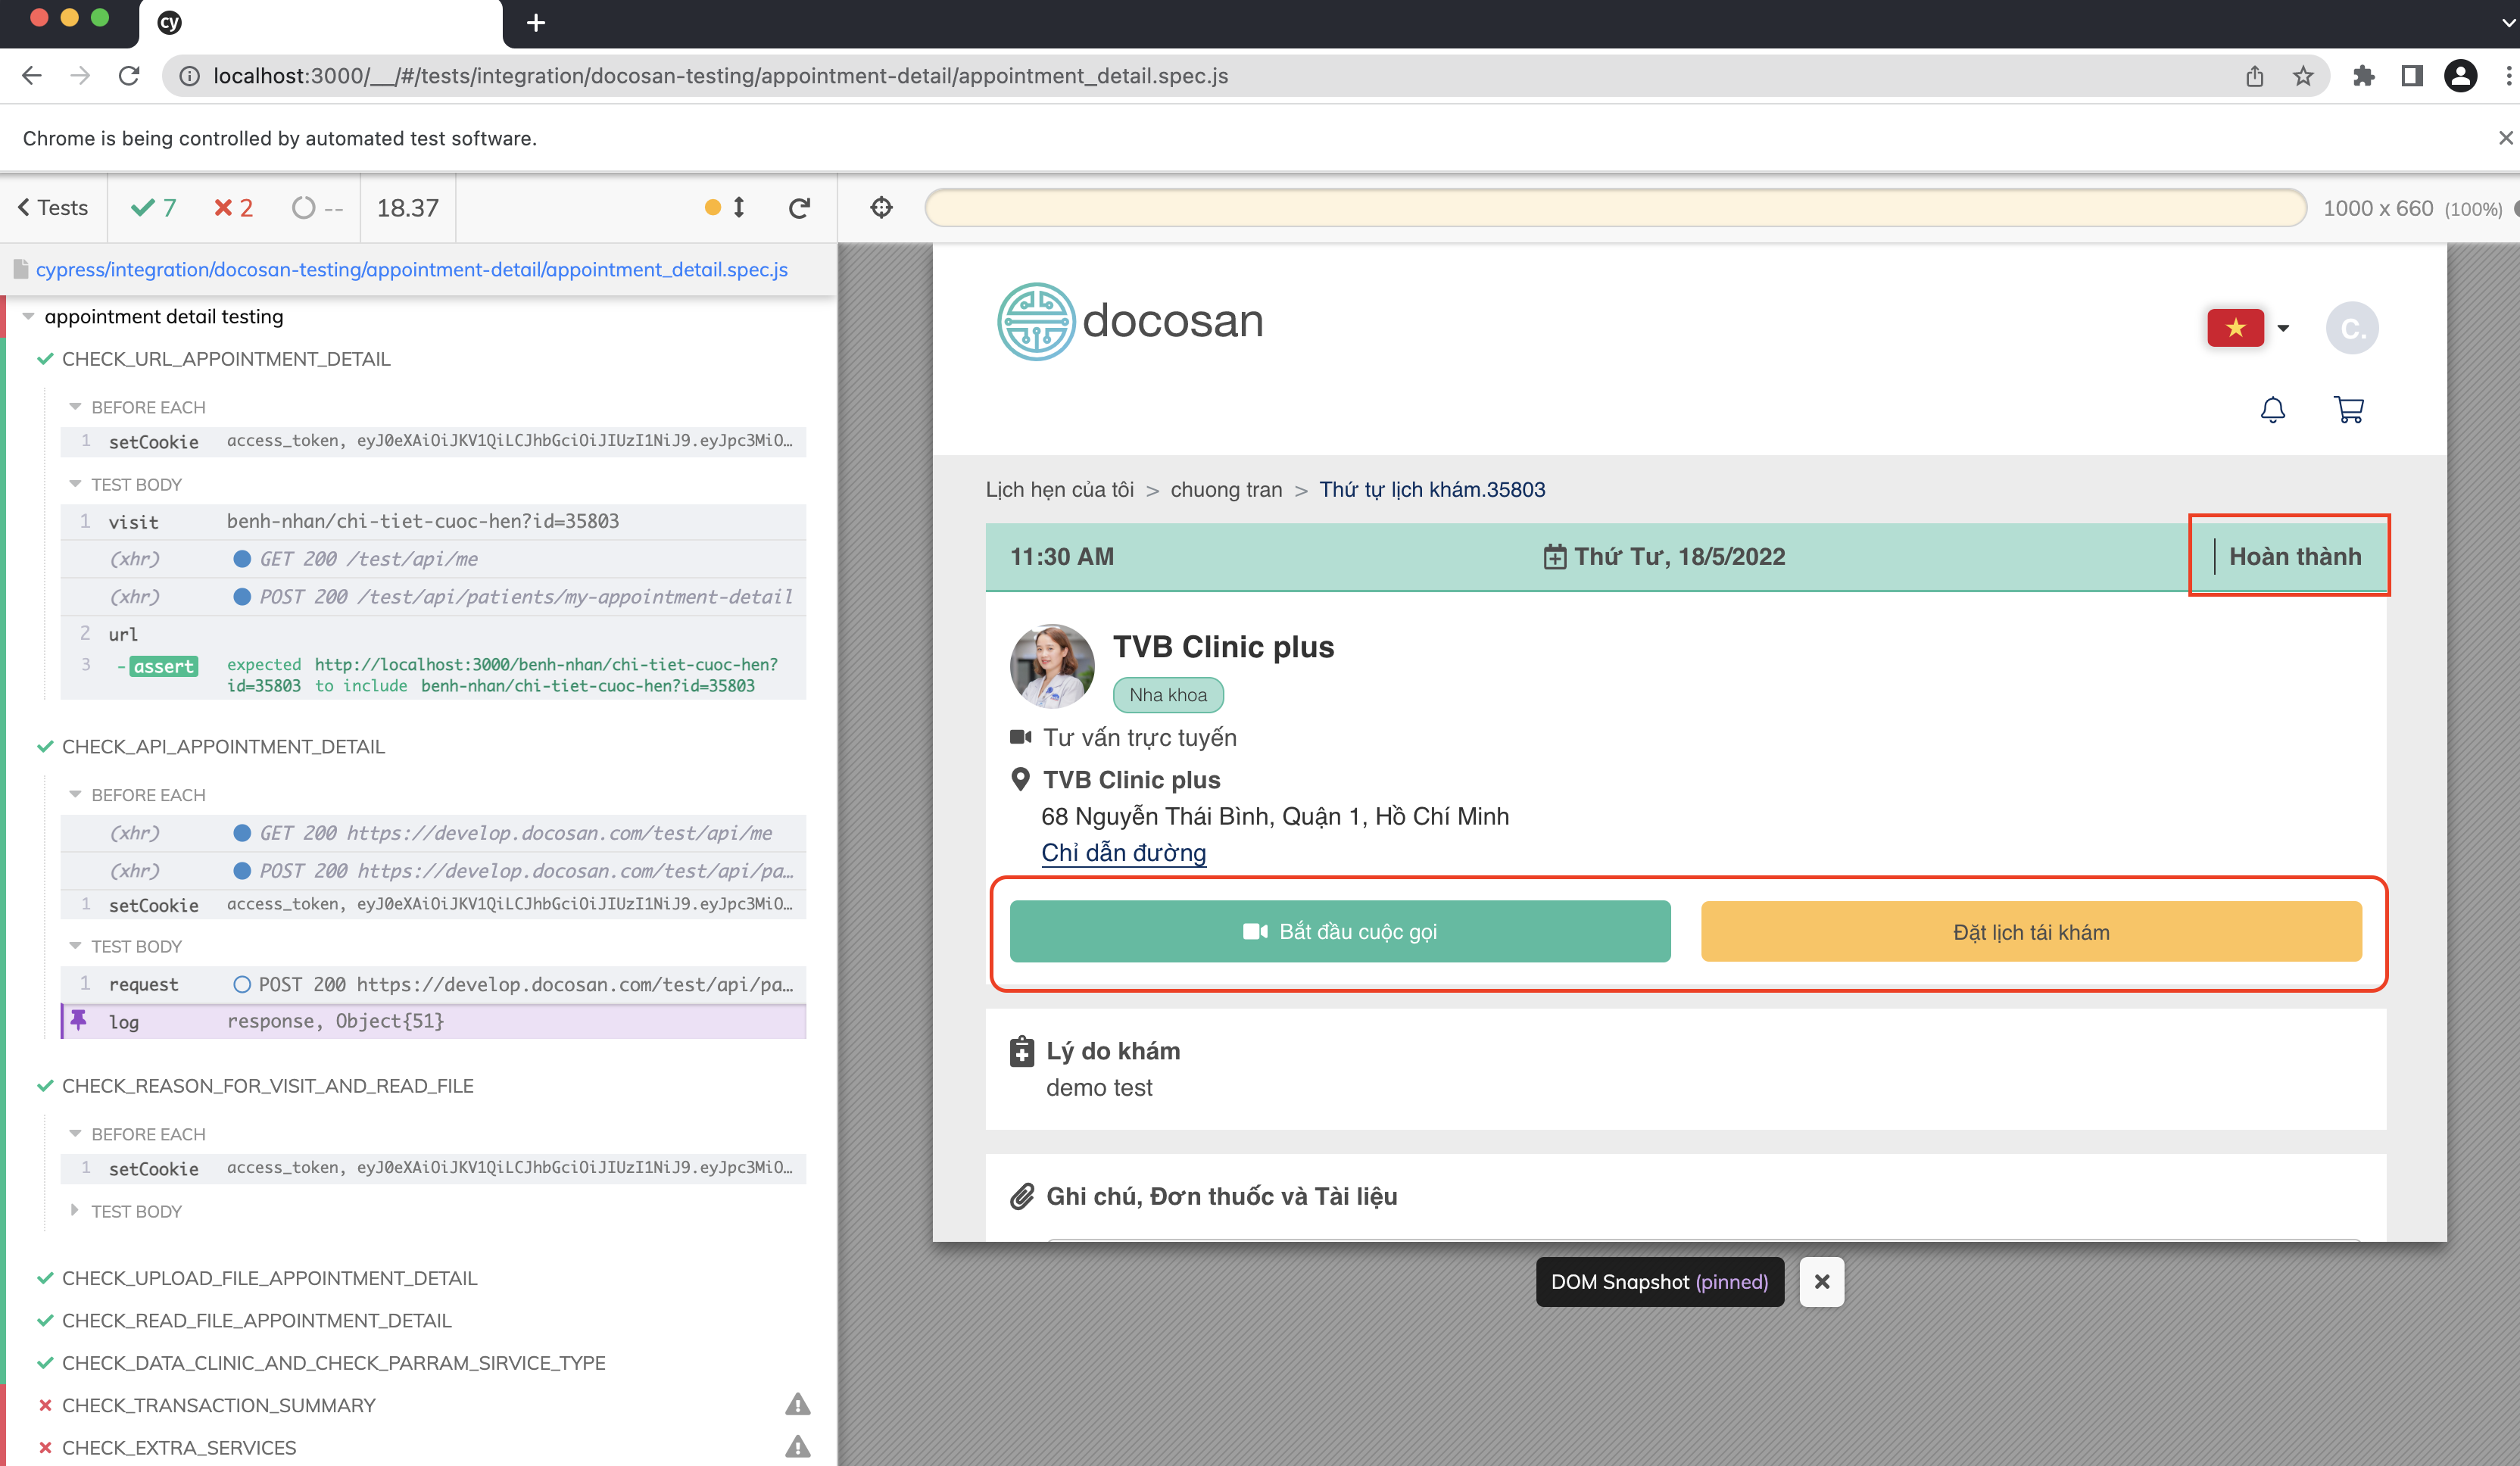 cy
localhost:3000/__/#/tests/integration/docosan-testing/appointment-detail/appointment_detail.spec.js
Chrome is being controlled by automated test software.
Tests 7 2 -- 18.37
1000 x 660 (100%)
cypress/integration/docosan-testing/appointment-detail/appointment_detail.spec.js
appointment detail testing
CHECK_URL_APPOINTMENT_DETAIL
BEFORE EACH
1 setCookie access_token, eyJ0eXAiOiJKV1QiLCJhbGciOiJIUzI1NiJ9.eyJpc3MiO…
TEST BODY
1 visit benh-nhan/chi-tiet-cuoc-hen?id=35803
(xhr) GET 200 /test/api/me
(xhr) POST 200 /test/api/patients/my-appointment-detail
2 url
3 -assert expected http://localhost:3000/benh-nhan/chi-tiet-cuoc-hen?
id=35803 to include benh-nhan/chi-tiet-cuoc-hen?id=35803
CHECK_API_APPOINTMENT_DETAIL
BEFORE EACH
(xhr) GET 200 https://develop.docosan.com/test/api/me
(xhr) POST 200 https://develop.docosan.com/test/api/pa…
1 setCookie access_token, eyJ0eXAiOiJKV1QiLCJhbGciOiJIUzI1NiJ9.eyJpc3MiO…
TEST BODY
1 request POST 200 https://develop.docosan.com/test/api/pa…
log response, Object{51}
CHECK_REASON_FOR_VISIT_AND_READ_FILE
BEFORE EACH
1 setCookie access_token, eyJ0eXAiOiJKV1QiLCJhbGciOiJIUzI1NiJ9.eyJpc3MiO…
TEST BODY
CHECK_UPLOAD_FILE_APPOINTMENT_DETAIL
CHECK_READ_FILE_APPOINTMENT_DETAIL
CHECK_DATA_CLINIC_AND_CHECK_PARRAM_SIRVICE_TYPE
CHECK_TRANSACTION_SUMMARY
CHECK_EXTRA_SERVICES
docosan
C.
Lịch hẹn của tôi > chuong tran > Thứ tự lịch khám.35803
11:30 AM Thứ Tư, 18/5/2022 Hoàn thành
TVB Clinic plus
Nha khoa
Tư vấn trực tuyến
TVB Clinic plus
68 Nguyễn Thái Bình, Quận 1, Hồ Chí Minh
Chỉ dẫn đường
Bắt đầu cuộc gọi Đặt lịch tái khám
Lý do khám
demo test
Ghi chú, Đơn thuốc và Tài liệu
DOM Snapshot (pinned)